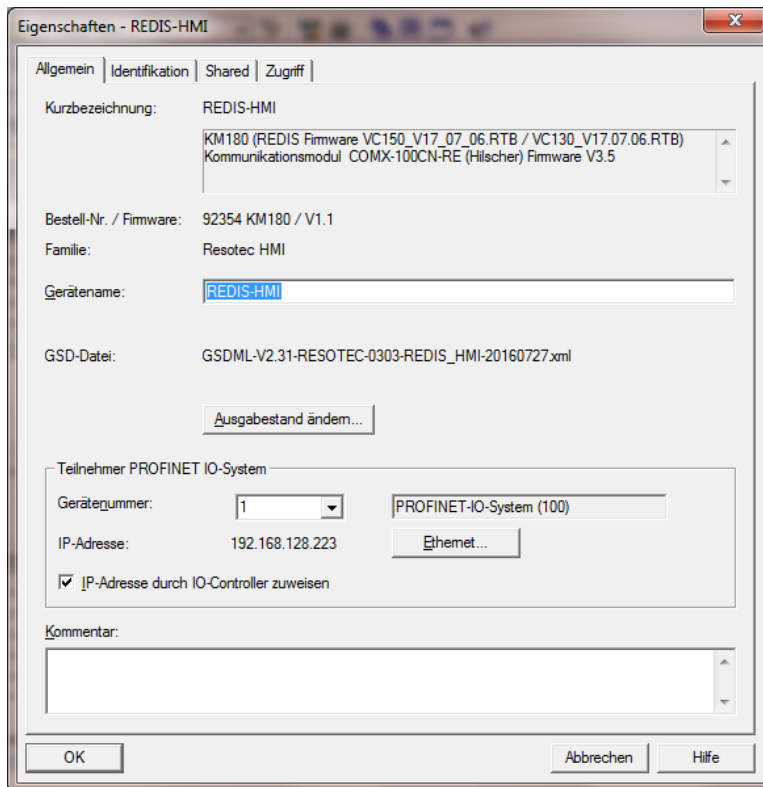 Eigenschaften - REDIS-HMI
Allgemein Identifikation Shared Zugriff
Kurzbezeichnung: REDIS-HMI
KM180 (REDIS Firmware VC150_V17_07_06.RTB / VC130_V17.07.06.RTB)
Kommunikationsmodul COMX-100CN-RE (Hilscher) Firmware V3.5
Bestell-Nr. / Firmware: 92354 KM180 / V1.1
Familie: Resotec HMI
Gerätename: REDIS-HMI
GSD-Datei: GSDML-V2.31-RESOTEC-0303-REDIS_HMI-20160727.xml
Ausgabestand ändern...
Teilnehmer PROFINET IO-System
Gerätenummer: 1 PROFINET-IO-System (100)
IP-Adresse: 192.168.128.223 Ethernet...
IP-Adresse durch IO-Controller zuweisen
Kommentar:
OK Abbrechen Hilfe